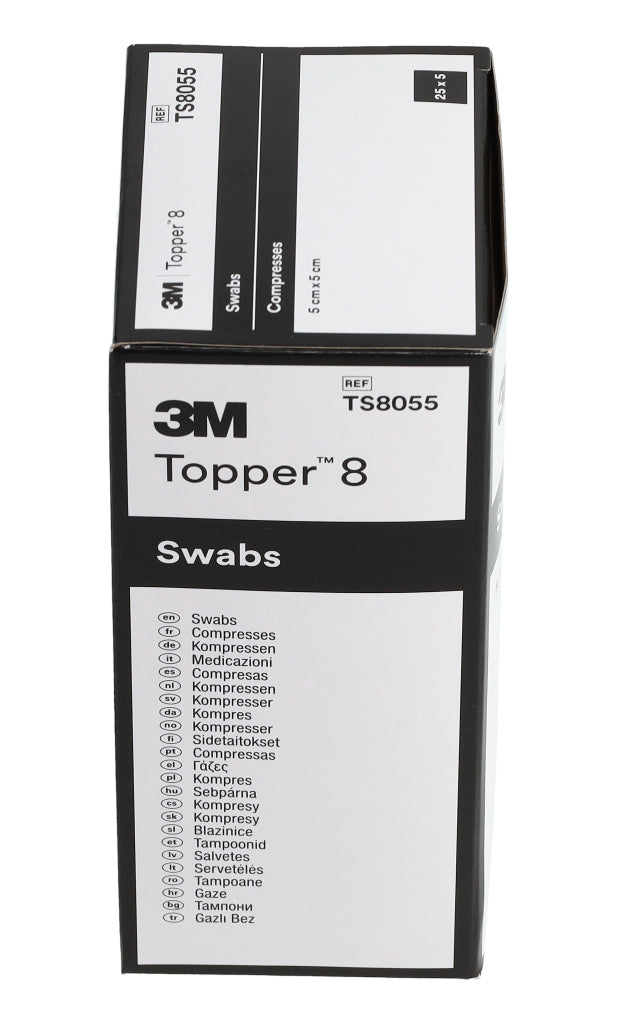 REF
TS8055
3M Topper™ 8
Swabs
Compresses
5 cm x 5 cm
25 x 5
REF
TS8055
3M
Topper™ 8
Swabs
en Swabs
fr Compresses
de Kompressen
it Medicazioni
es Compresas
nl Kompressen
sv Kompresser
da Kompres
no Kompresser
fi Sidetaitokset
pt Compressas
el Γάζες
pl Kompres
hu Sebpárna
cs Kompresy
sk Kompresy
sl Blazinice
et Tampoonid
lv Salvetes
lt Servetėlės
ro Tampoane
hr Gaze
bg Тампони
tr Gazlı Bez